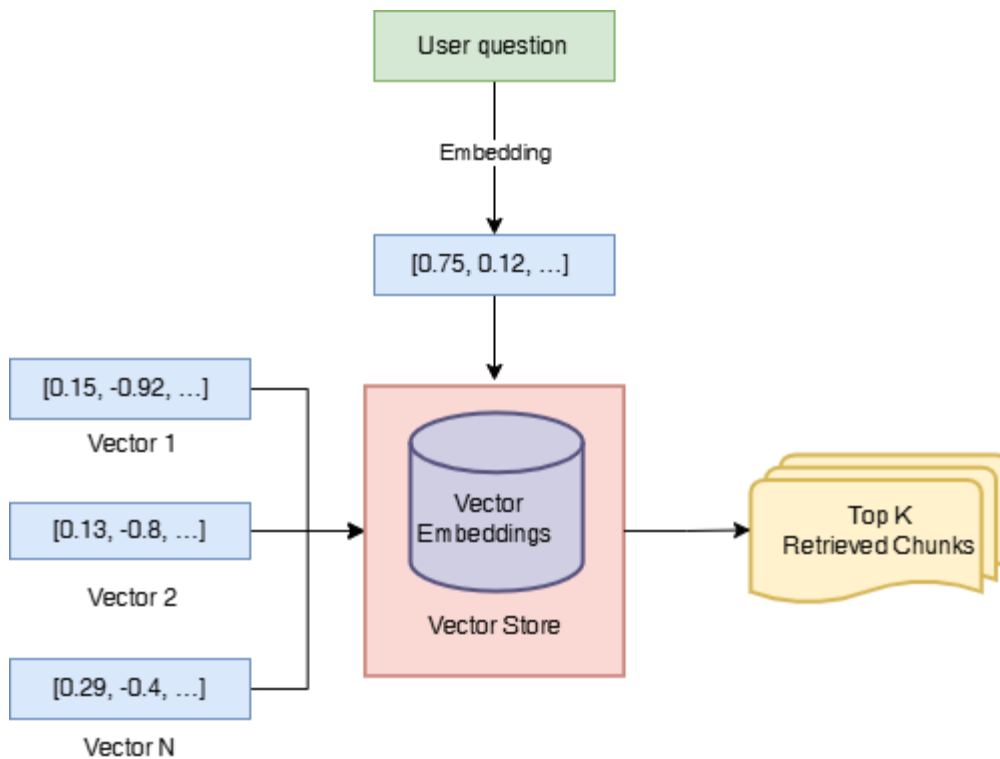 User question
Embedding
[0.75, 0.12, ...]
[0.15, -0.92, ...]
Vector 1
[0.13, -0.8, ...]
Vector 2
[0.29, -0.4, ...]
Vector N
Vector
Embeddings
Vector Store
Top K
Retrieved Chunks